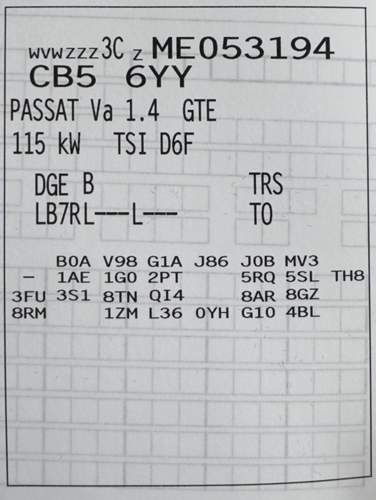 WVWZZZ3C Z ME053194
CB5 6YY
PASSAT Va 1.4 GTE
115 kW TSI D6F
DGE B TRS
LB7RL---L--- TO
B0A V98 G1A J86 J0B MV3
- 1AE 1G0 2PT 5RQ 5SL TH8
3FU 3S1 8TN QI4 8AR 8GZ
8RM 1ZM L36 0YH G10 4BL